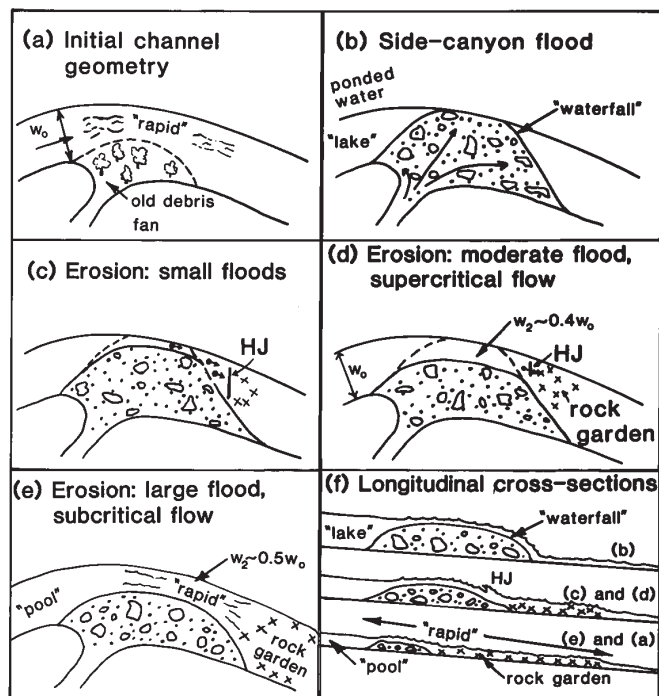 (a) Initial channel
geometry
w₀
"rapid"
old debris
fan
(b) Side-canyon flood
ponded
water
"lake"
"waterfall"
(c) Erosion: small floods
HJ
(d) Erosion: moderate flood,
supercritical flow
w₂~0.4w₀
w₀
HJ
rock
garden
(e) Erosion: large flood,
subcritical flow
w₂~0.5w₀
"pool"
"rapid"
rock
garden
(f) Longitudinal cross-sections
"lake"
"waterfall"
(b)
HJ
(c) and (d)
"rapid"
(e) and (a)
"pool"
rock garden